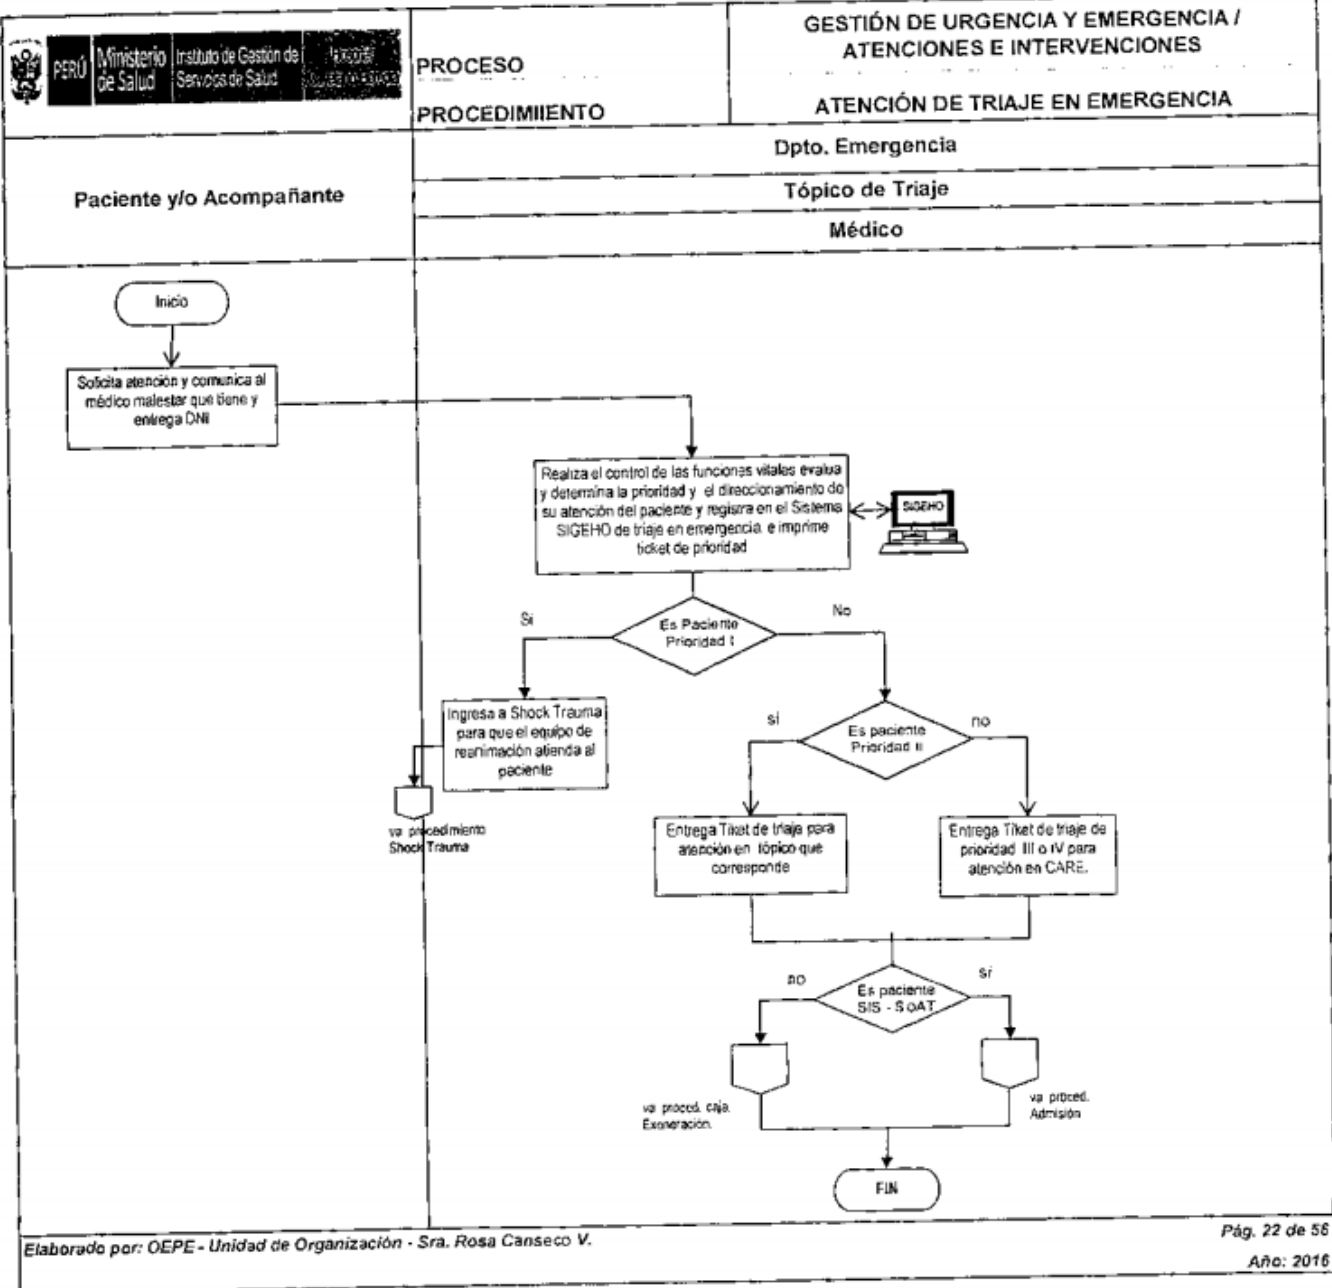 PERÚ
Ministerio
de Salud
Instituto de Gestión de
Servicios de Salud
Hospital
PROCESO
GESTIÓN DE URGENCIA Y EMERGENCIA /
ATENCIONES E INTERVENCIONES
PROCEDIMIIENTO
ATENCIÓN DE TRIAJE EN EMERGENCIA
Paciente y/o Acompañante
Dpto. Emergencia
Tópico de Triaje
Médico
Inicio
Solicita atención y comunica al
médico malestar que tiene y
entrega DNI
Realiza el control de las funciones vitales evalua
y determina la prioridad y el direccionamiento de
su atención del paciente y registra en el Sistema
SIGEHO de triaje en emergencia e imprime
ticket de prioridad
SIGEHO
Si
Es Paciente
Prioridad I
No
Ingresa a Shock Trauma
para que el equipo de
reanimación atienda al
paciente
va procedimiento
Shock Trauma
sí
Es paciente
Prioridad II
no
Entrega Tiket de triaje para
atención en tópico que
corresponde
Entrega Tiket de triaje de
prioridad III o IV para
atención en CARE.
no
Es paciente
SIS - SOAT
sí
va proced. caja.
Exoneración.
va proced.
Admisión
FIN
Elaborado por: OEPE - Unidad de Organización - Sra. Rosa Canseco V.
Pág. 22 de 56
Año: 2016